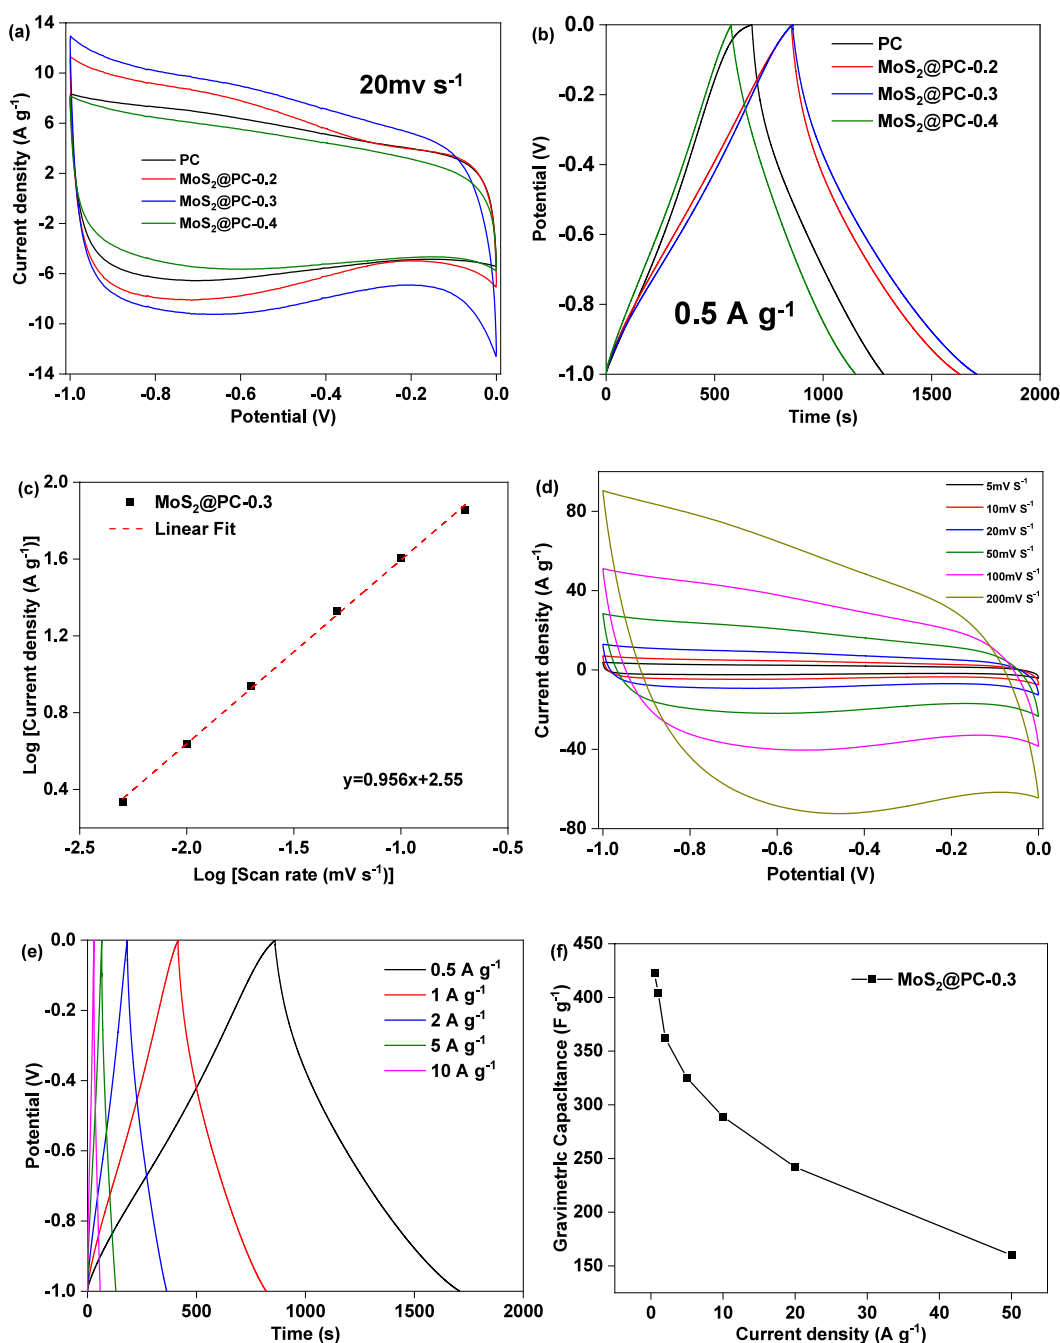 (a)
20mv s⁻¹
PC
MoS₂@PC-0.2
MoS₂@PC-0.3
MoS₂@PC-0.4
14
10
6
2
-2
-6
-10
-14
-1.0 -0.8 -0.6 -0.4 -0.2 0.0
Current density (A g⁻¹)
Potential (V)
(b)
PC
MoS₂@PC-0.2
MoS₂@PC-0.3
MoS₂@PC-0.4
0.5 A g⁻¹
0.0
-0.2
-0.4
-0.6
-0.8
-1.0
0 500 1000 1500 2000
Potential (V)
Time (s)
(c)
MoS₂@PC-0.3
Linear Fit
y=0.956x+2.55
2.0
1.6
1.2
0.8
0.4
-2.5 -2.0 -1.5 -1.0 -0.5
Log [Current density (A g⁻¹)]
Log [Scan rate (mV s⁻¹)]
(d)
5mV S⁻¹
10mV S⁻¹
20mV S⁻¹
50mV S⁻¹
100mV S⁻¹
200mV S⁻¹
80
40
0
-40
-80
-1.0 -0.8 -0.6 -0.4 -0.2 0.0
Current density (A g⁻¹)
Potential (V)
(e)
0.5 A g⁻¹
1 A g⁻¹
2 A g⁻¹
5 A g⁻¹
10 A g⁻¹
0.0
-0.2
-0.4
-0.6
-0.8
-1.0
0 500 1000 1500 2000
Potential (V)
Time (s)
(f)
MoS₂@PC-0.3
450
400
350
300
250
200
150
0 10 20 30 40 50
Gravimetric Capacitance (F g⁻¹)
Current density (A g⁻¹)